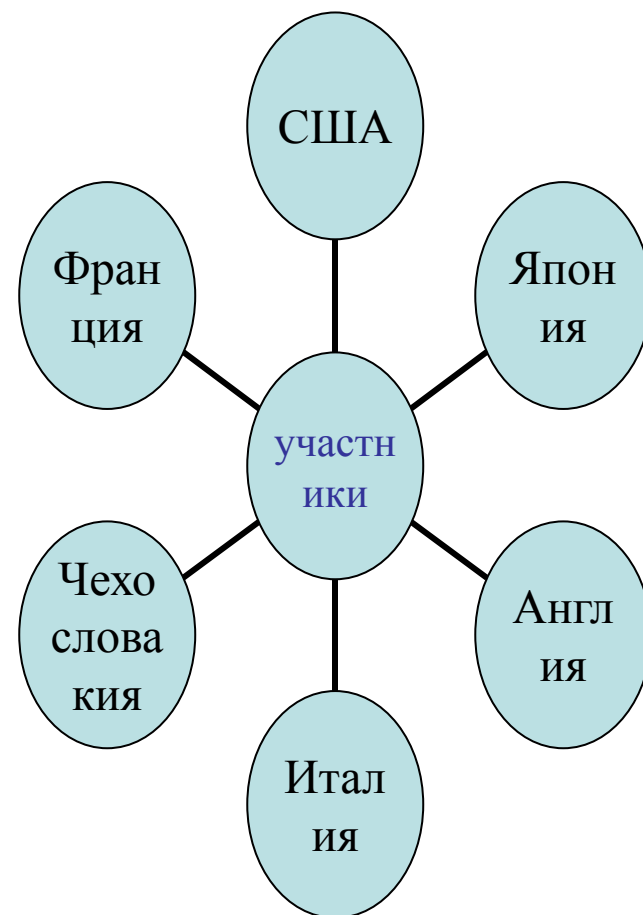 США
Фран
ция
Япон
ия
участн
ики
Чехо
слова
кия
Англ
ия
Итал
ия